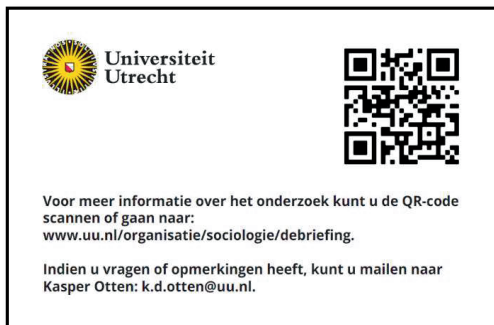 Universiteit
Utrecht
Voor meer informatie over het onderzoek kunt u de QR-code
scannen of gaan naar:
www.uu.nl/organisatie/sociologie/debriefing.
Indien u vragen of opmerkingen heeft, kunt u mailen naar
Kasper Otten: k.d.otten@uu.nl.